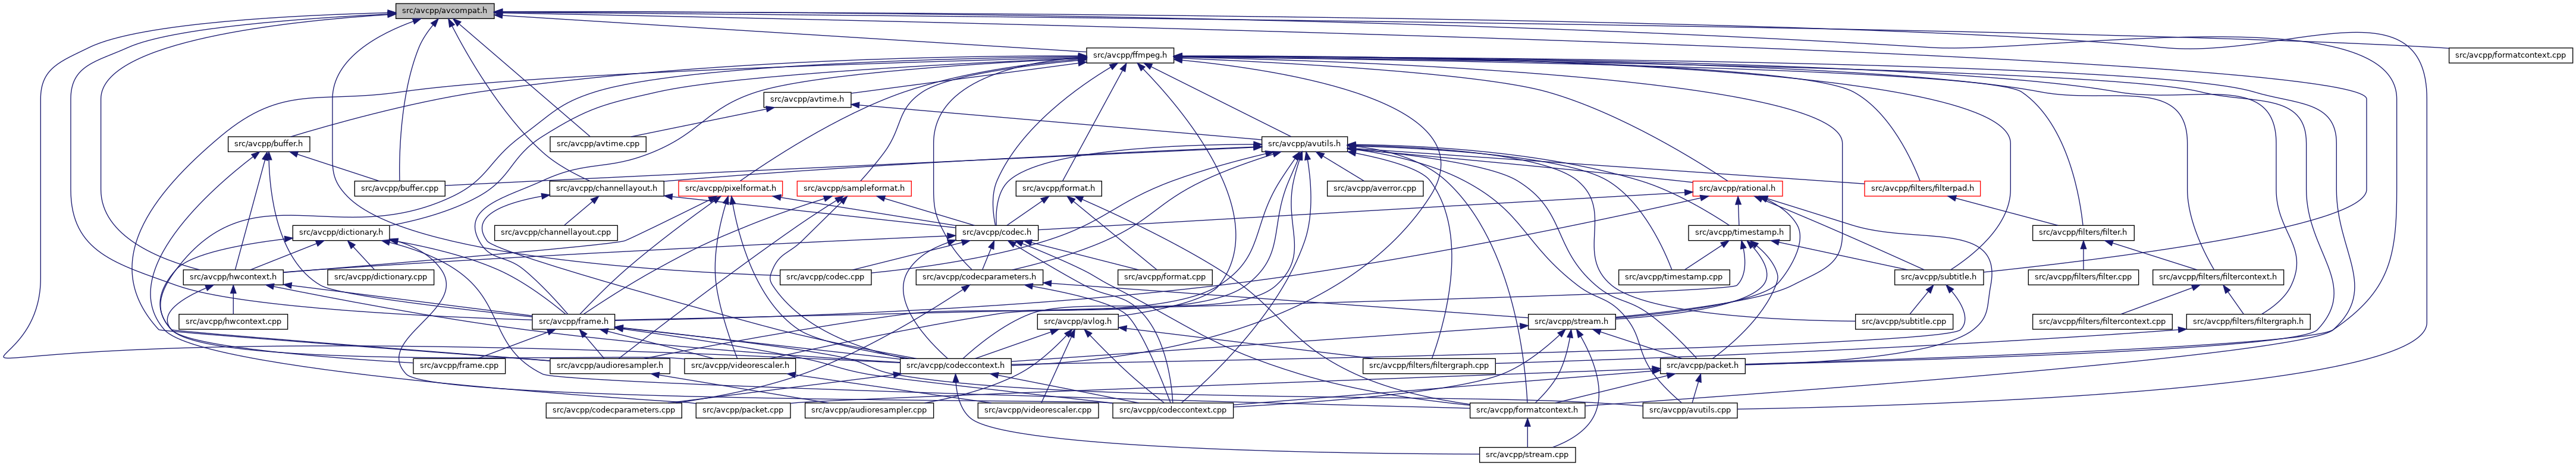 src/avcpp/avcompat.h
src/avcpp/ffmpeg.h
src/avcpp/formatcontext.cpp
src/avcpp/avtime.h
src/avcpp/buffer.h
src/avcpp/avtime.cpp
src/avcpp/avutils.h
src/avcpp/buffer.cpp
src/avcpp/channellayout.h
src/avcpp/pixelformat.h
src/avcpp/sampleformat.h
src/avcpp/format.h
src/avcpp/averror.cpp
src/avcpp/rational.h
src/avcpp/filters/filterpad.h
src/avcpp/dictionary.h
src/avcpp/channellayout.cpp
src/avcpp/codec.h
src/avcpp/timestamp.h
src/avcpp/filters/filter.h
src/avcpp/hwcontext.h
src/avcpp/dictionary.cpp
src/avcpp/codec.cpp
src/avcpp/codecparameters.h
src/avcpp/format.cpp
src/avcpp/timestamp.cpp
src/avcpp/subtitle.h
src/avcpp/filters/filter.cpp
src/avcpp/filters/filtercontext.h
src/avcpp/hwcontext.cpp
src/avcpp/frame.h
src/avcpp/avlog.h
src/avcpp/stream.h
src/avcpp/subtitle.cpp
src/avcpp/filters/filtercontext.cpp
src/avcpp/filters/filtergraph.h
src/avcpp/frame.cpp
src/avcpp/audioresampler.h
src/avcpp/videorescaler.h
src/avcpp/codeccontext.h
src/avcpp/filters/filtergraph.cpp
src/avcpp/packet.h
src/avcpp/codecparameters.cpp
src/avcpp/packet.cpp
src/avcpp/audioresampler.cpp
src/avcpp/videorescaler.cpp
src/avcpp/codeccontext.cpp
src/avcpp/formatcontext.h
src/avcpp/avutils.cpp
src/avcpp/stream.cpp